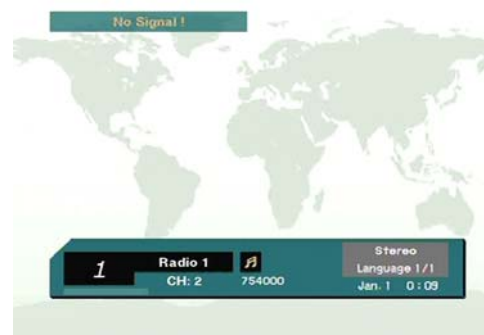 No Signal !
1
Radio 1
CH: 2
754000
Stereo
Language 1/1
Jan. 1 0:09